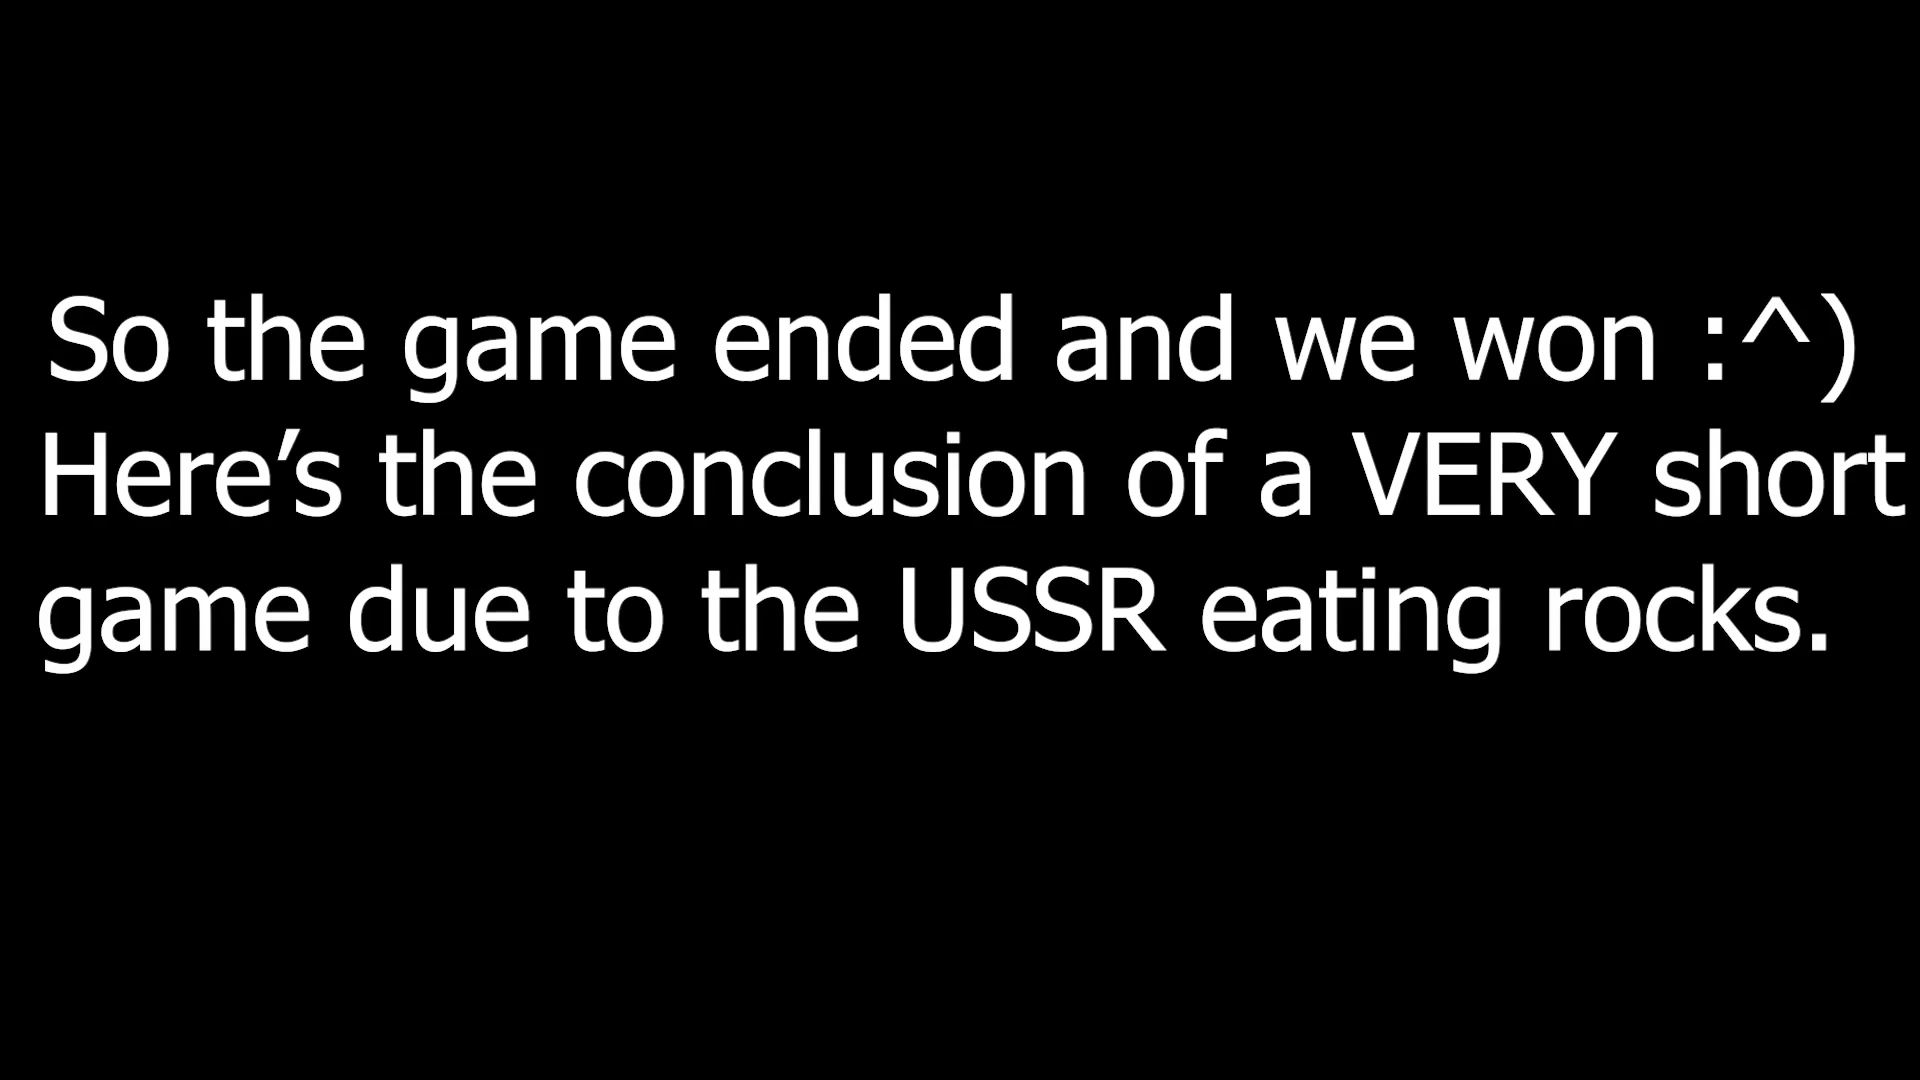 So the game ended and we won :^)
Here’s the conclusion of a VERY short
game due to the USSR eating rocks.